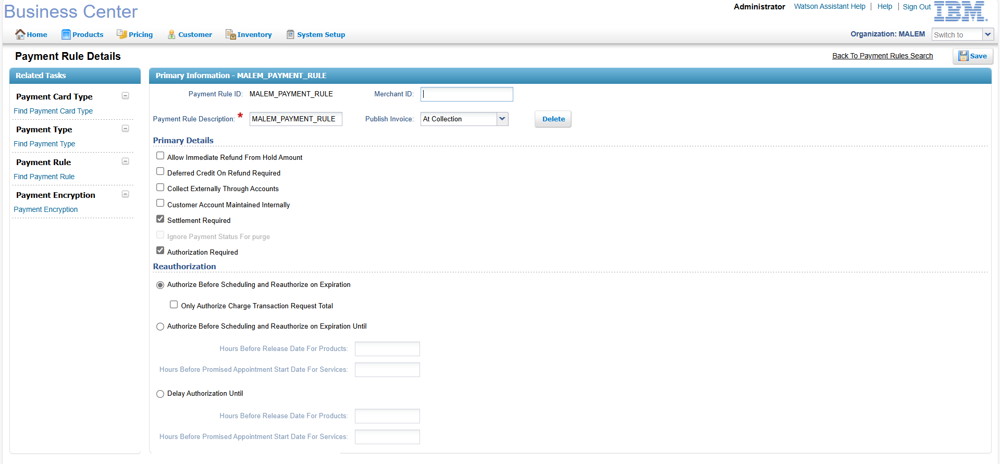 Business Center
Administrator Watson Assistant Help Help Sign Out IBM
Home Products Pricing Customer Inventory System Setup
Organization: MALEM Switch to
Payment Rule Details
Back To Payment Rules Search Save
Related Tasks
Payment Card Type
Find Payment Card Type
Payment Type
Find Payment Type
Payment Rule
Find Payment Rule
Payment Encryption
Payment Encryption
Primary Information - MALEM_PAYMENT_RULE
Payment Rule ID: MALEM_PAYMENT_RULE Merchant ID:
Payment Rule Description: * MALEM_PAYMENT_RULE Publish Invoice: At Collection Delete
Primary Details
Allow Immediate Refund From Hold Amount
Deferred Credit On Refund Required
Collect Externally Through Accounts
Customer Account Maintained Internally
Settlement Required
Ignore Payment Status For purge
Authorization Required
Reauthorization
Authorize Before Scheduling and Reauthorize on Expiration
Only Authorize Charge Transaction Request Total
Authorize Before Scheduling and Reauthorize on Expiration Until
Hours Before Release Date For Products:
Hours Before Promised Appointment Start Date For Services:
Delay Authorization Until
Hours Before Release Date For Products:
Hours Before Promised Appointment Start Date For Services: